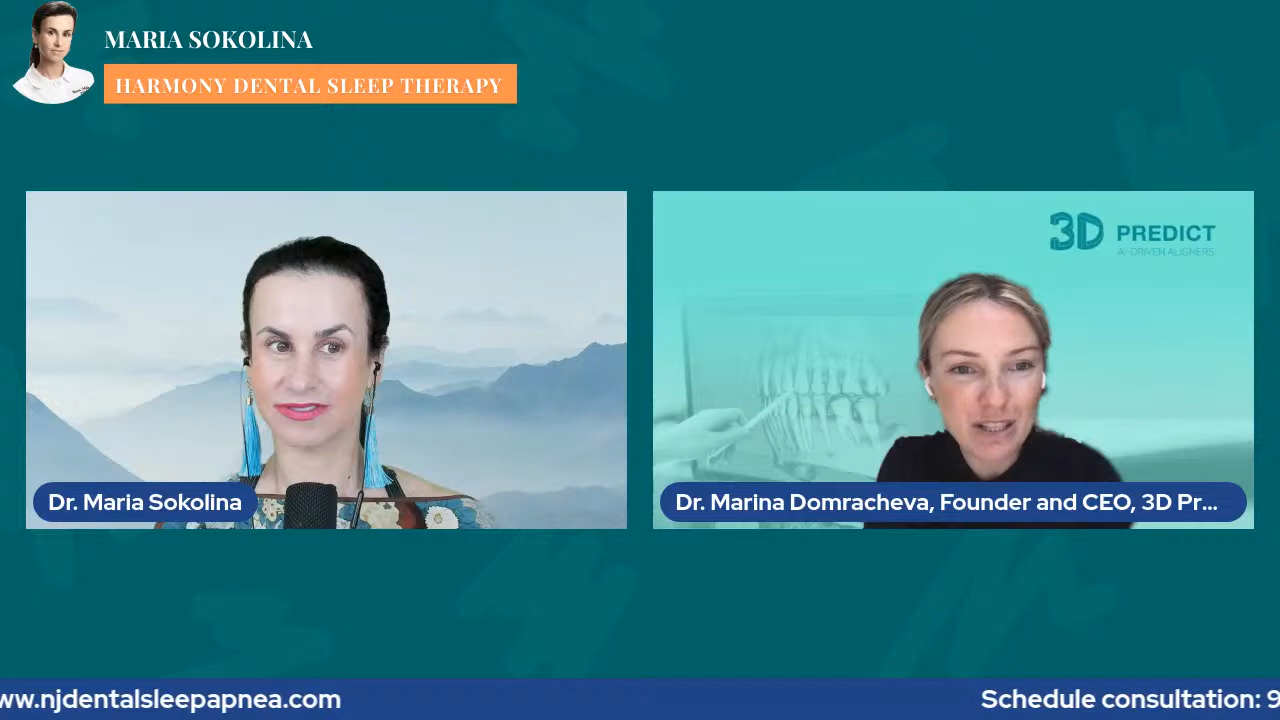 MARIA SOKOLINA
HARMONY DENTAL SLEEP THERAPY
3D PREDICT
AI-DRIVEN ALIGNERS
Dr. Maria Sokolina
Dr. Marina Domracheva, Founder and CEO, 3D Pr...
ww.njdentalsleepapnea.com
Schedule consultation: 9